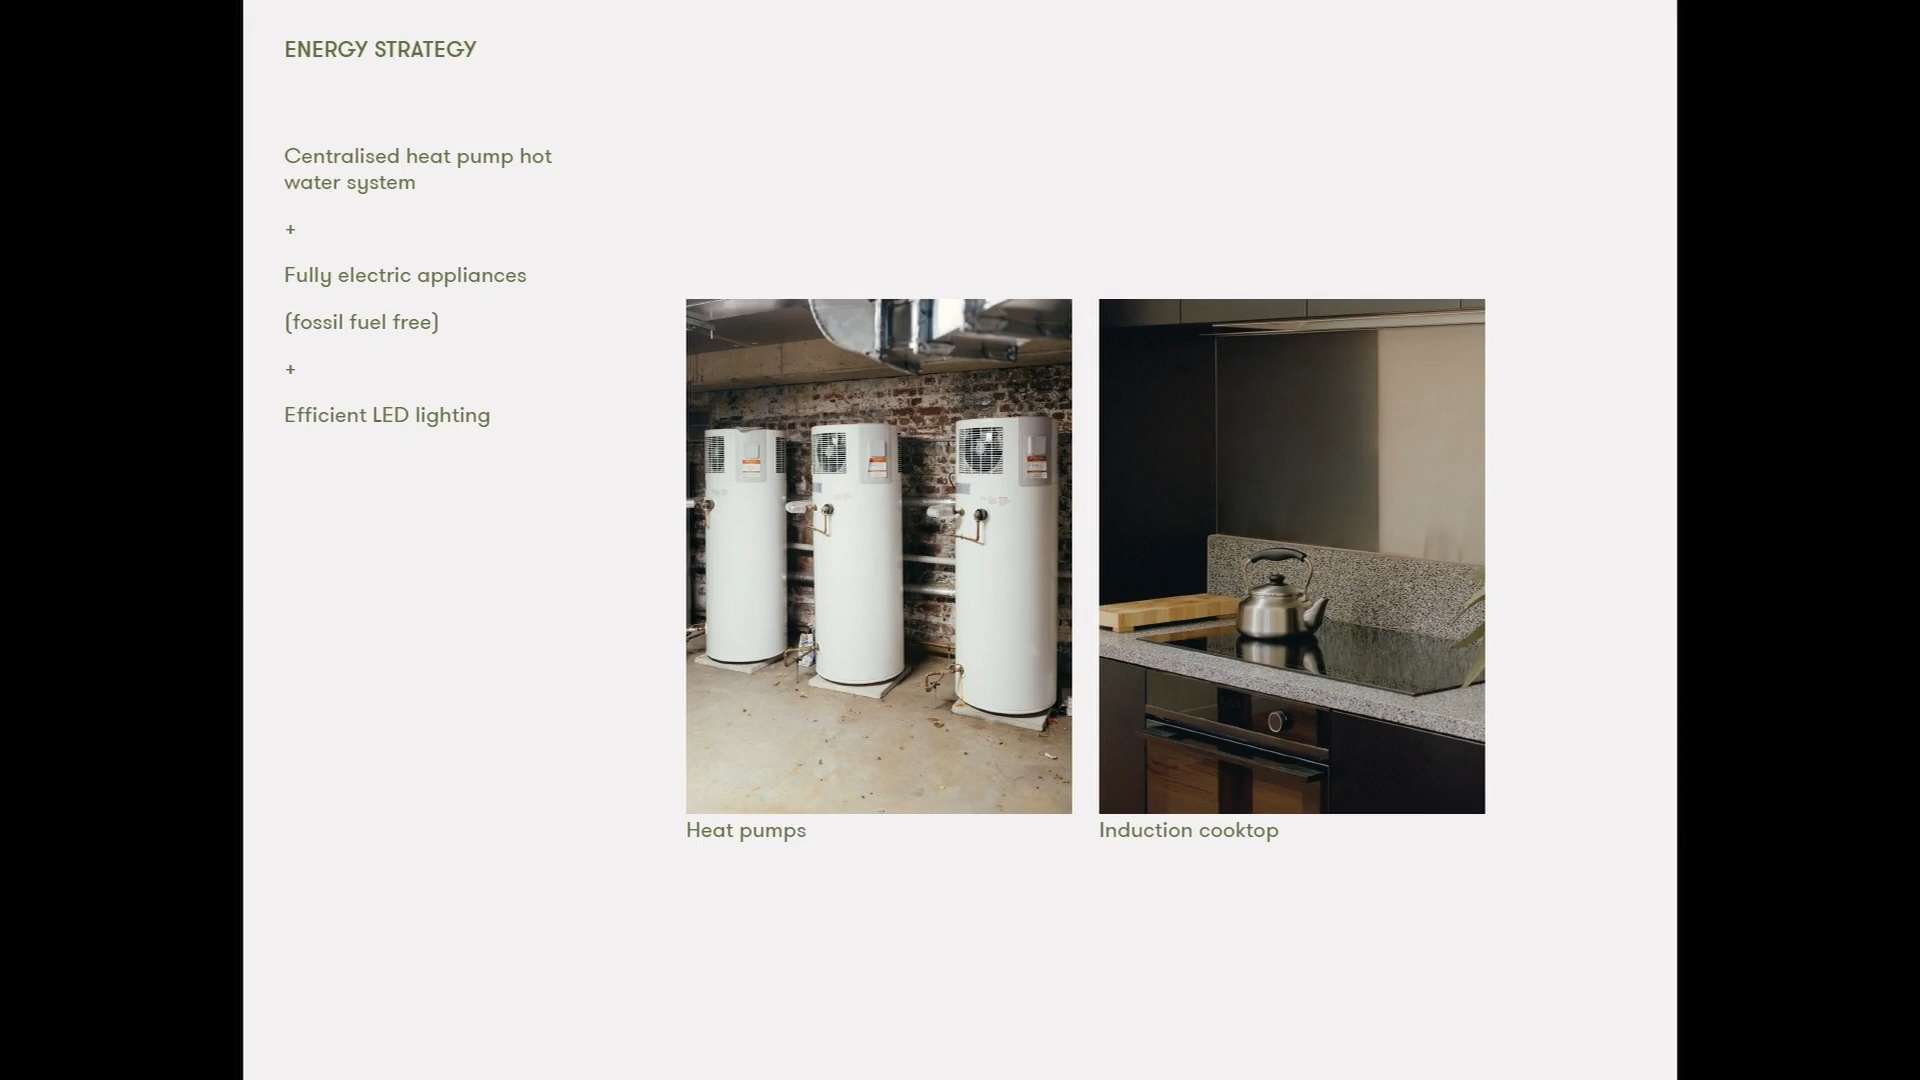 ENERGY STRATEGY
Centralised heat pump hot
water system
+
Fully electric appliances
(fossil fuel free)
+
Efficient LED lighting
Heat pumps
Induction cooktop